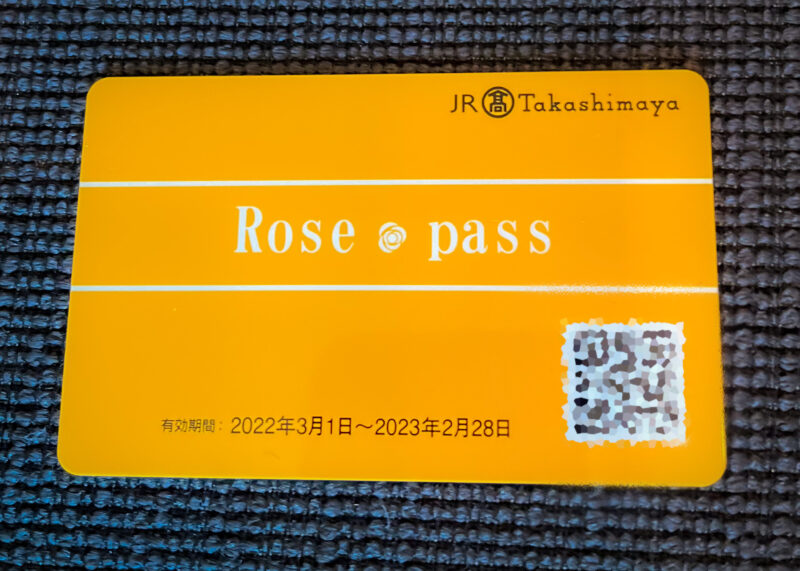 JR 髙 Takashimaya
Rose pass
有効期間：2022年3月1日～2023年2月28日